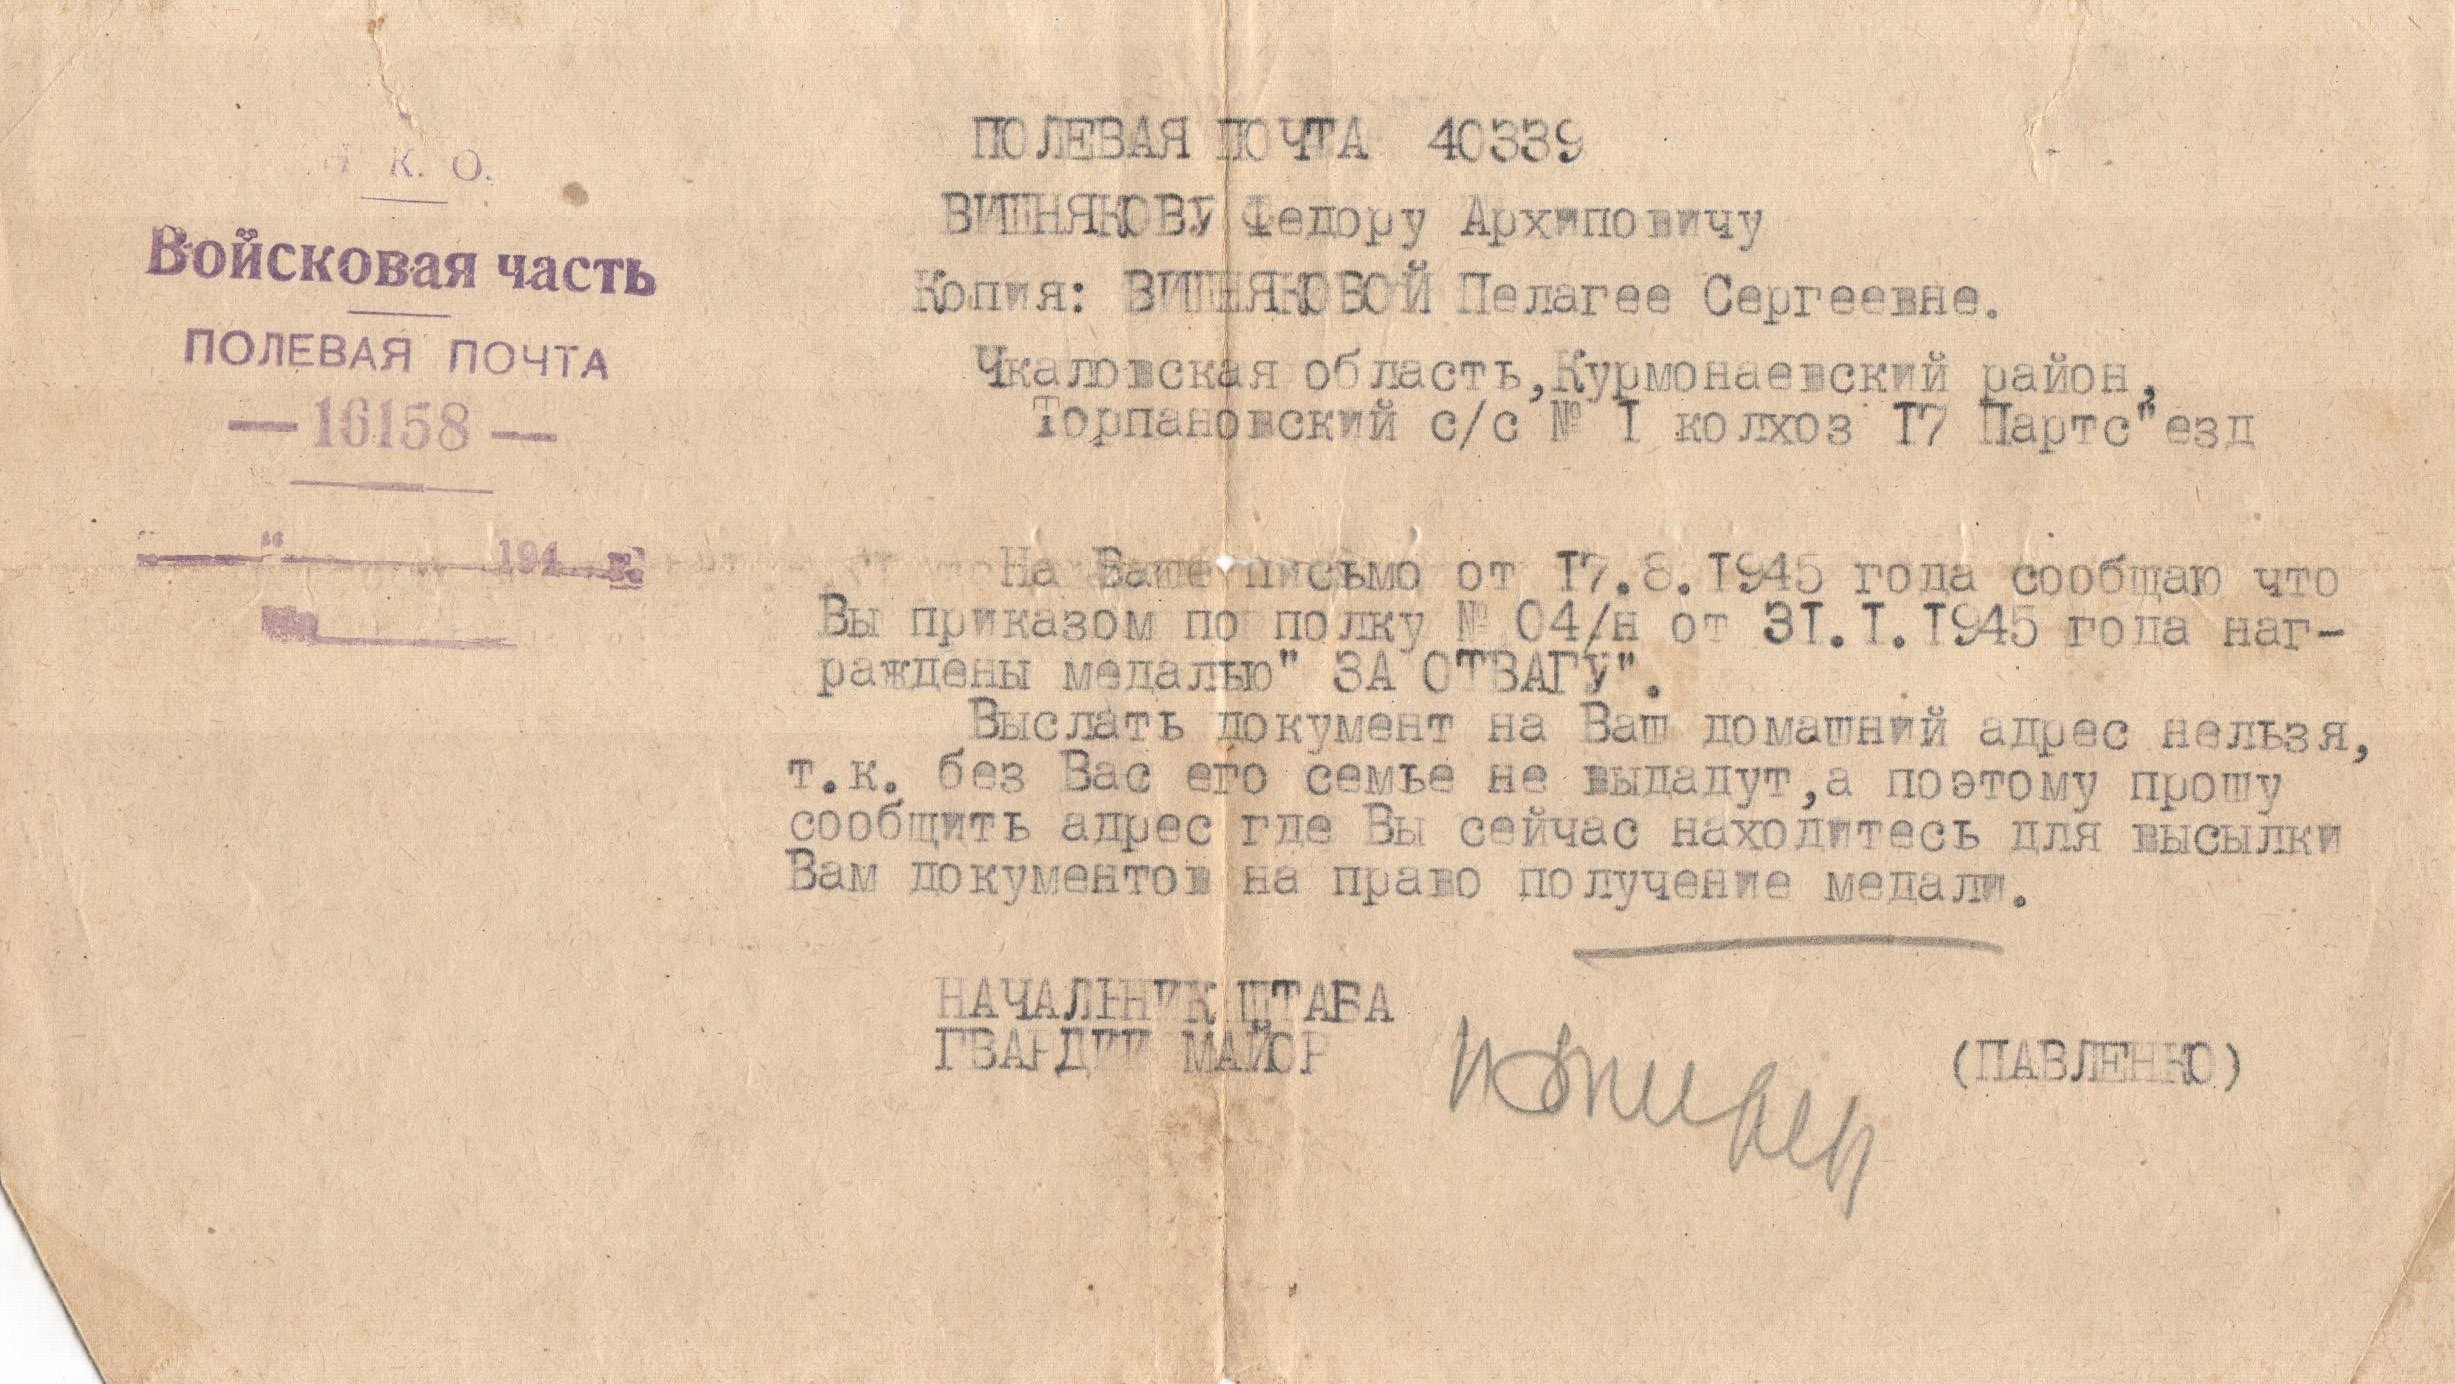 Н. К. О.
Войсковая часть
ПОЛЕВАЯ ПОЧТА
— 16158 —
"    "    194   г.
№
ПОЛЕВАЯ ПОЧТА 40339
ВИШНЯКОВУ Федору Архиповичу
Копия: ВИШНЯКОВОЙ Пелагее Сергеевне.
Чкаловская область,Курмонаевский район,
Торпановский с/с № I колхоз I7 Партс"езд
На Ваше письмо от I7.8.I945 года сообщаю что
Вы приказом по полку № 04/н от 3I.I.I945 года наг-
раждены медалью" ЗА ОТВАГУ".
Выслать документ на Ваш домашний адрес нельзя,
т.к. без Вас его семье не выдадут,а поэтому прошу
сообщить адрес где Вы сейчас находитесь для высылки
Вам документов на право получение медали.
НАЧАЛЬНИК ШТАБА
ГВАРДИИ МАЙОР
(ПАВЛЕНКО)